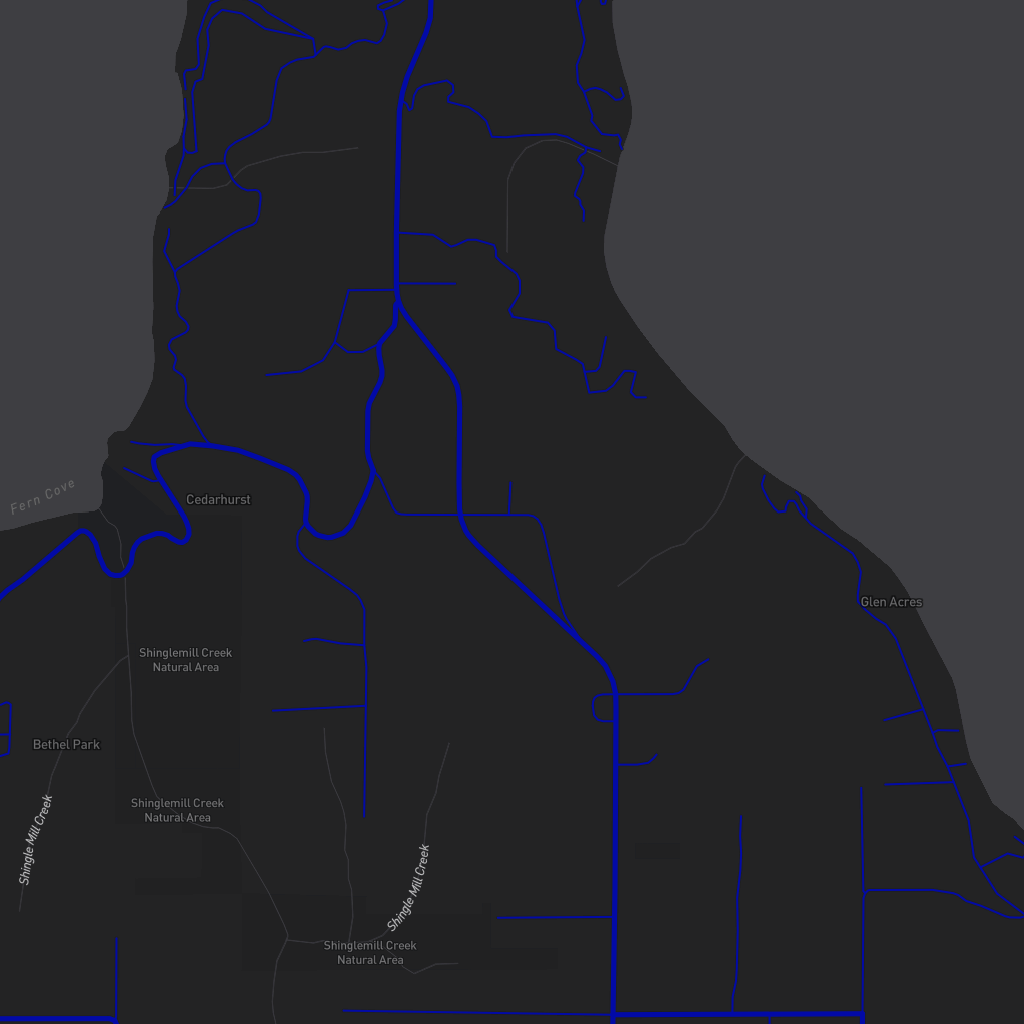 Fern Cove
Cedarhurst
Glen Acres
Shinglemill Creek
Natural Area
Bethel Park
Shinglemill Creek
Natural Area
Shingle Mill Creek
Shingle Mill Creek
Shinglemill Creek
Natural Area